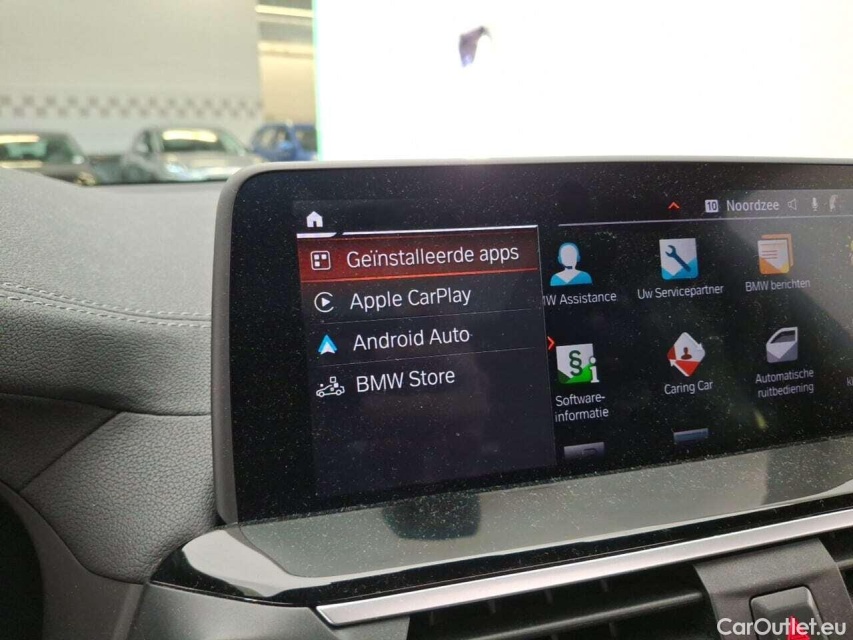 10 Noordzee
Geïnstalleerde apps
Apple CarPlay
Android Auto
BMW Store
W Assistance
Uw Servicepartner
BMW berichten
§i
Software-
informatie
Caring Car
Automatische
ruitbediening
CarOutlet.eu